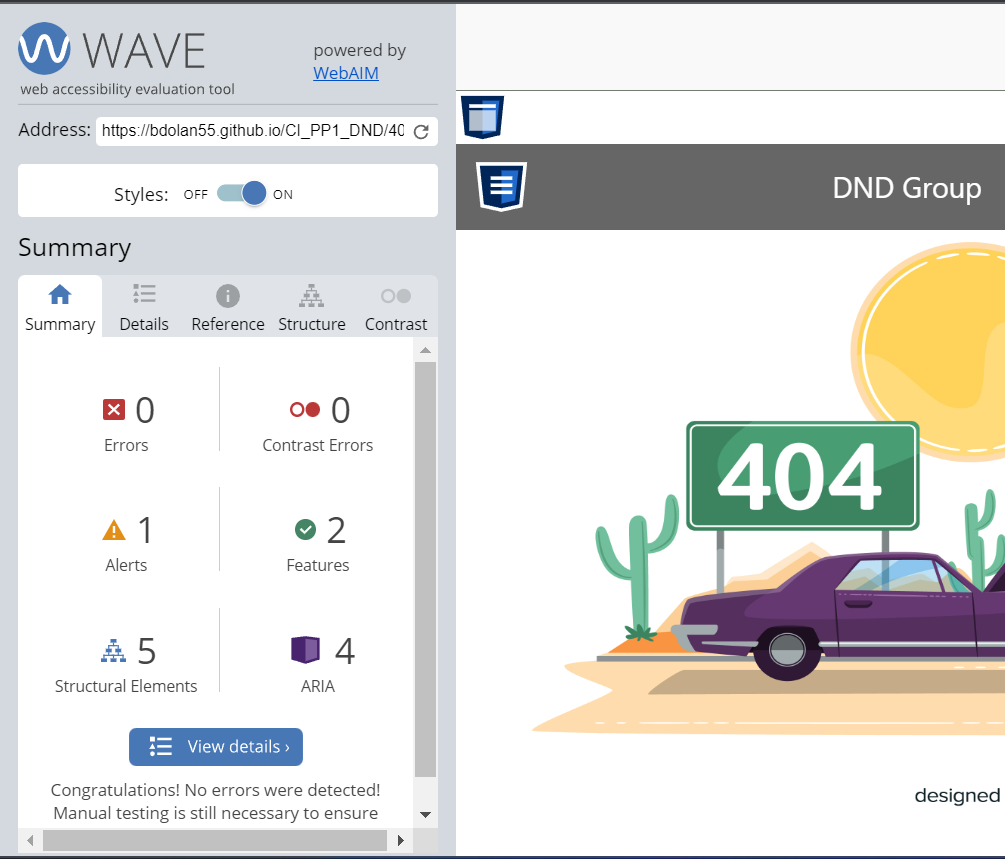 WAVE
powered by
WebAIM
web accessibility evaluation tool
Address: https://bdolan55.github.io/CI_PP1_DND/40
Styles: OFF ON
Summary
Summary Details Reference Structure Contrast
0 0
Errors Contrast Errors
1 2
Alerts Features
5 4
Structural Elements ARIA
View details ›
Congratulations! No errors were detected!
Manual testing is still necessary to ensure
DND Group
404
designed